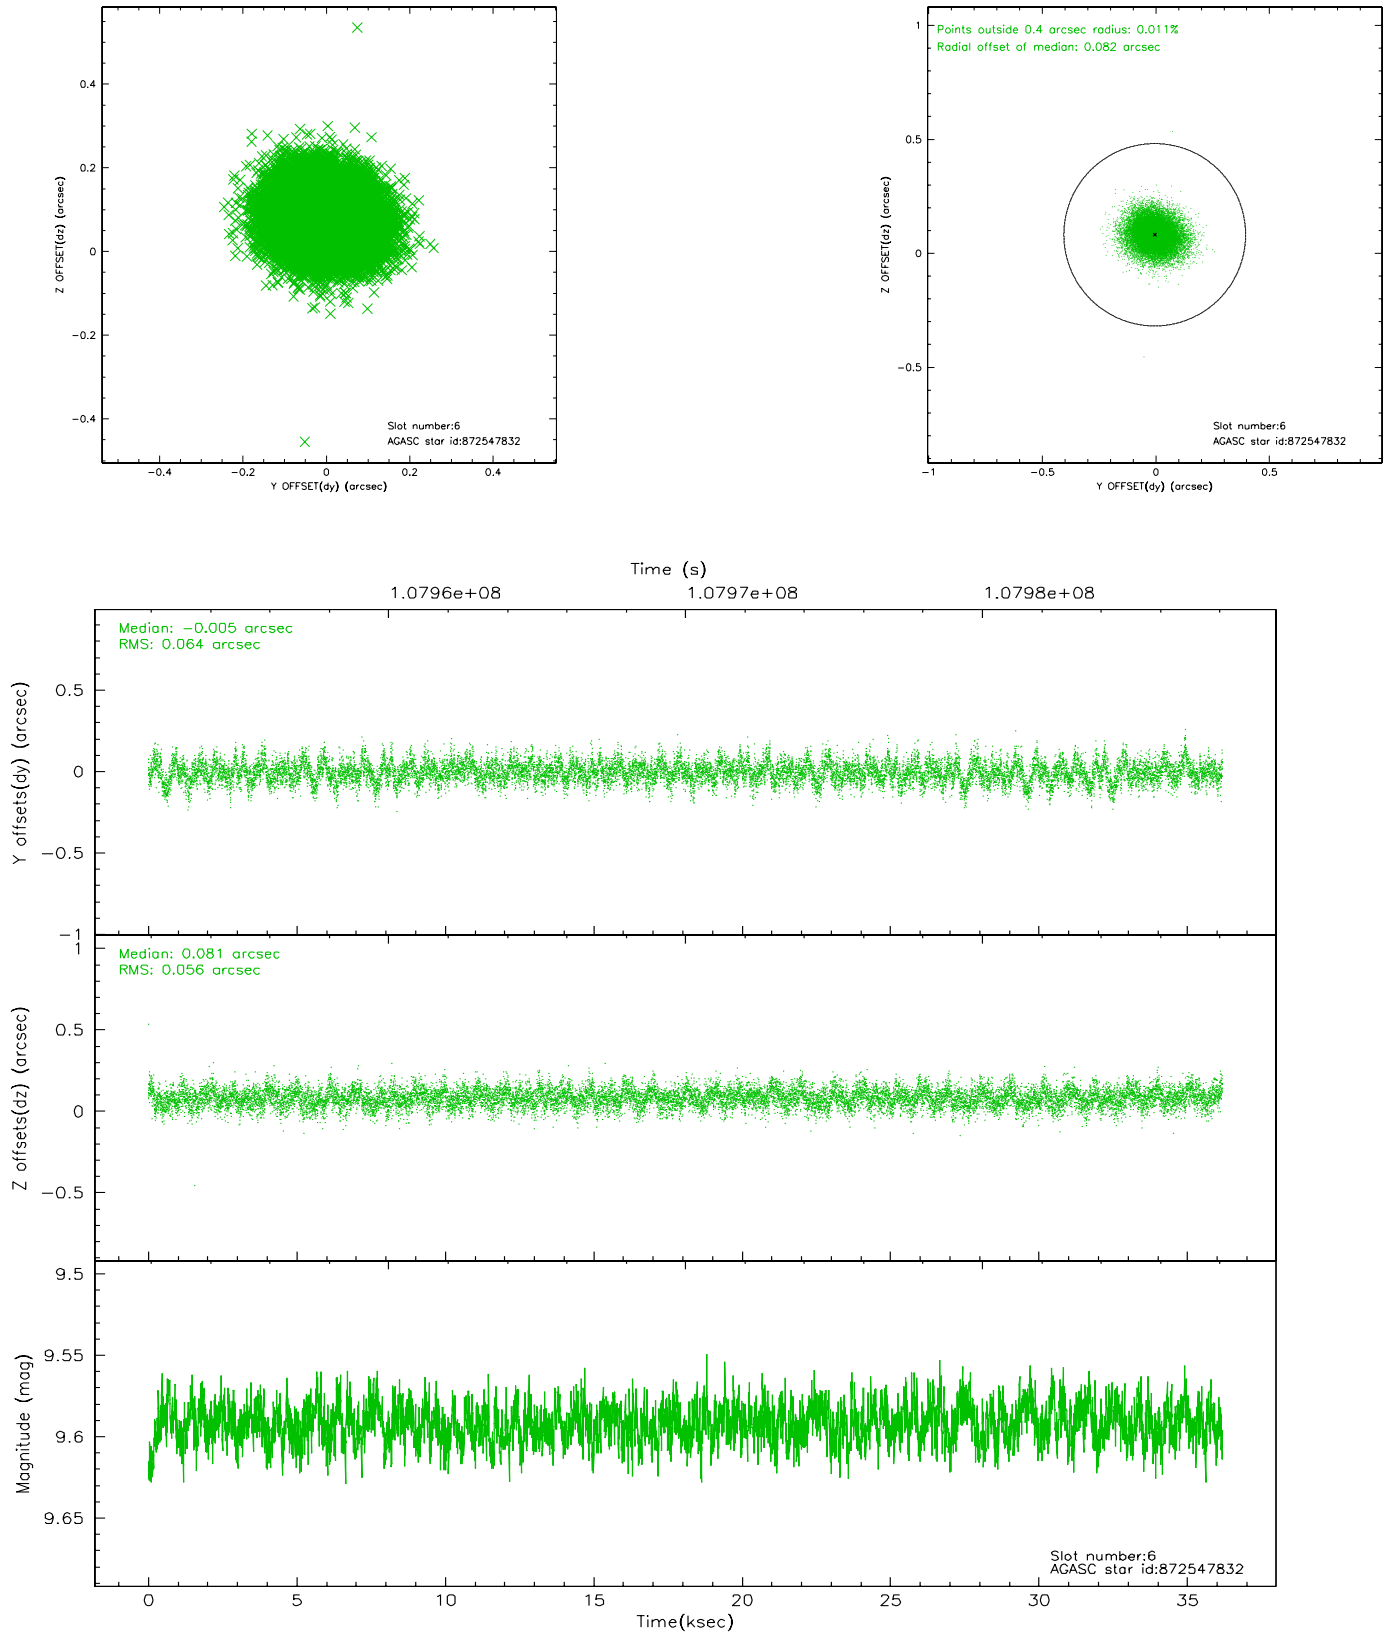 0.4
0.2
0
−0.2
−0.4
Z OFFSET(dz) (arcsec)
Slot number:6
AGASC star id:872547832
−0.4 −0.2 0 0.2 0.4
Y OFFSET(dy) (arcsec)
Points outside 0.4 arcsec radius: 0.011%
Radial offset of median: 0.082 arcsec
1
0.5
0
−0.5
Z OFFSET(dz) (arcsec)
Slot number:6
AGASC star id:872547832
−1 −0.5 0 0.5
Y OFFSET(dy) (arcsec)
Time (s)
1.0796e+08 1.0797e+08 1.0798e+08
Median: −0.005 arcsec
RMS: 0.064 arcsec
0.5
0
−0.5
−1
Y offsets(dy) (arcsec)
Median: 0.081 arcsec
RMS: 0.056 arcsec
1
0.5
0
−0.5
Z offsets(dz) (arcsec)
9.5
9.55
9.6
9.65
Magnitude (mag)
Slot number:6
AGASC star id:872547832
0 5 10 15 20 25 30 35
Time(ksec)